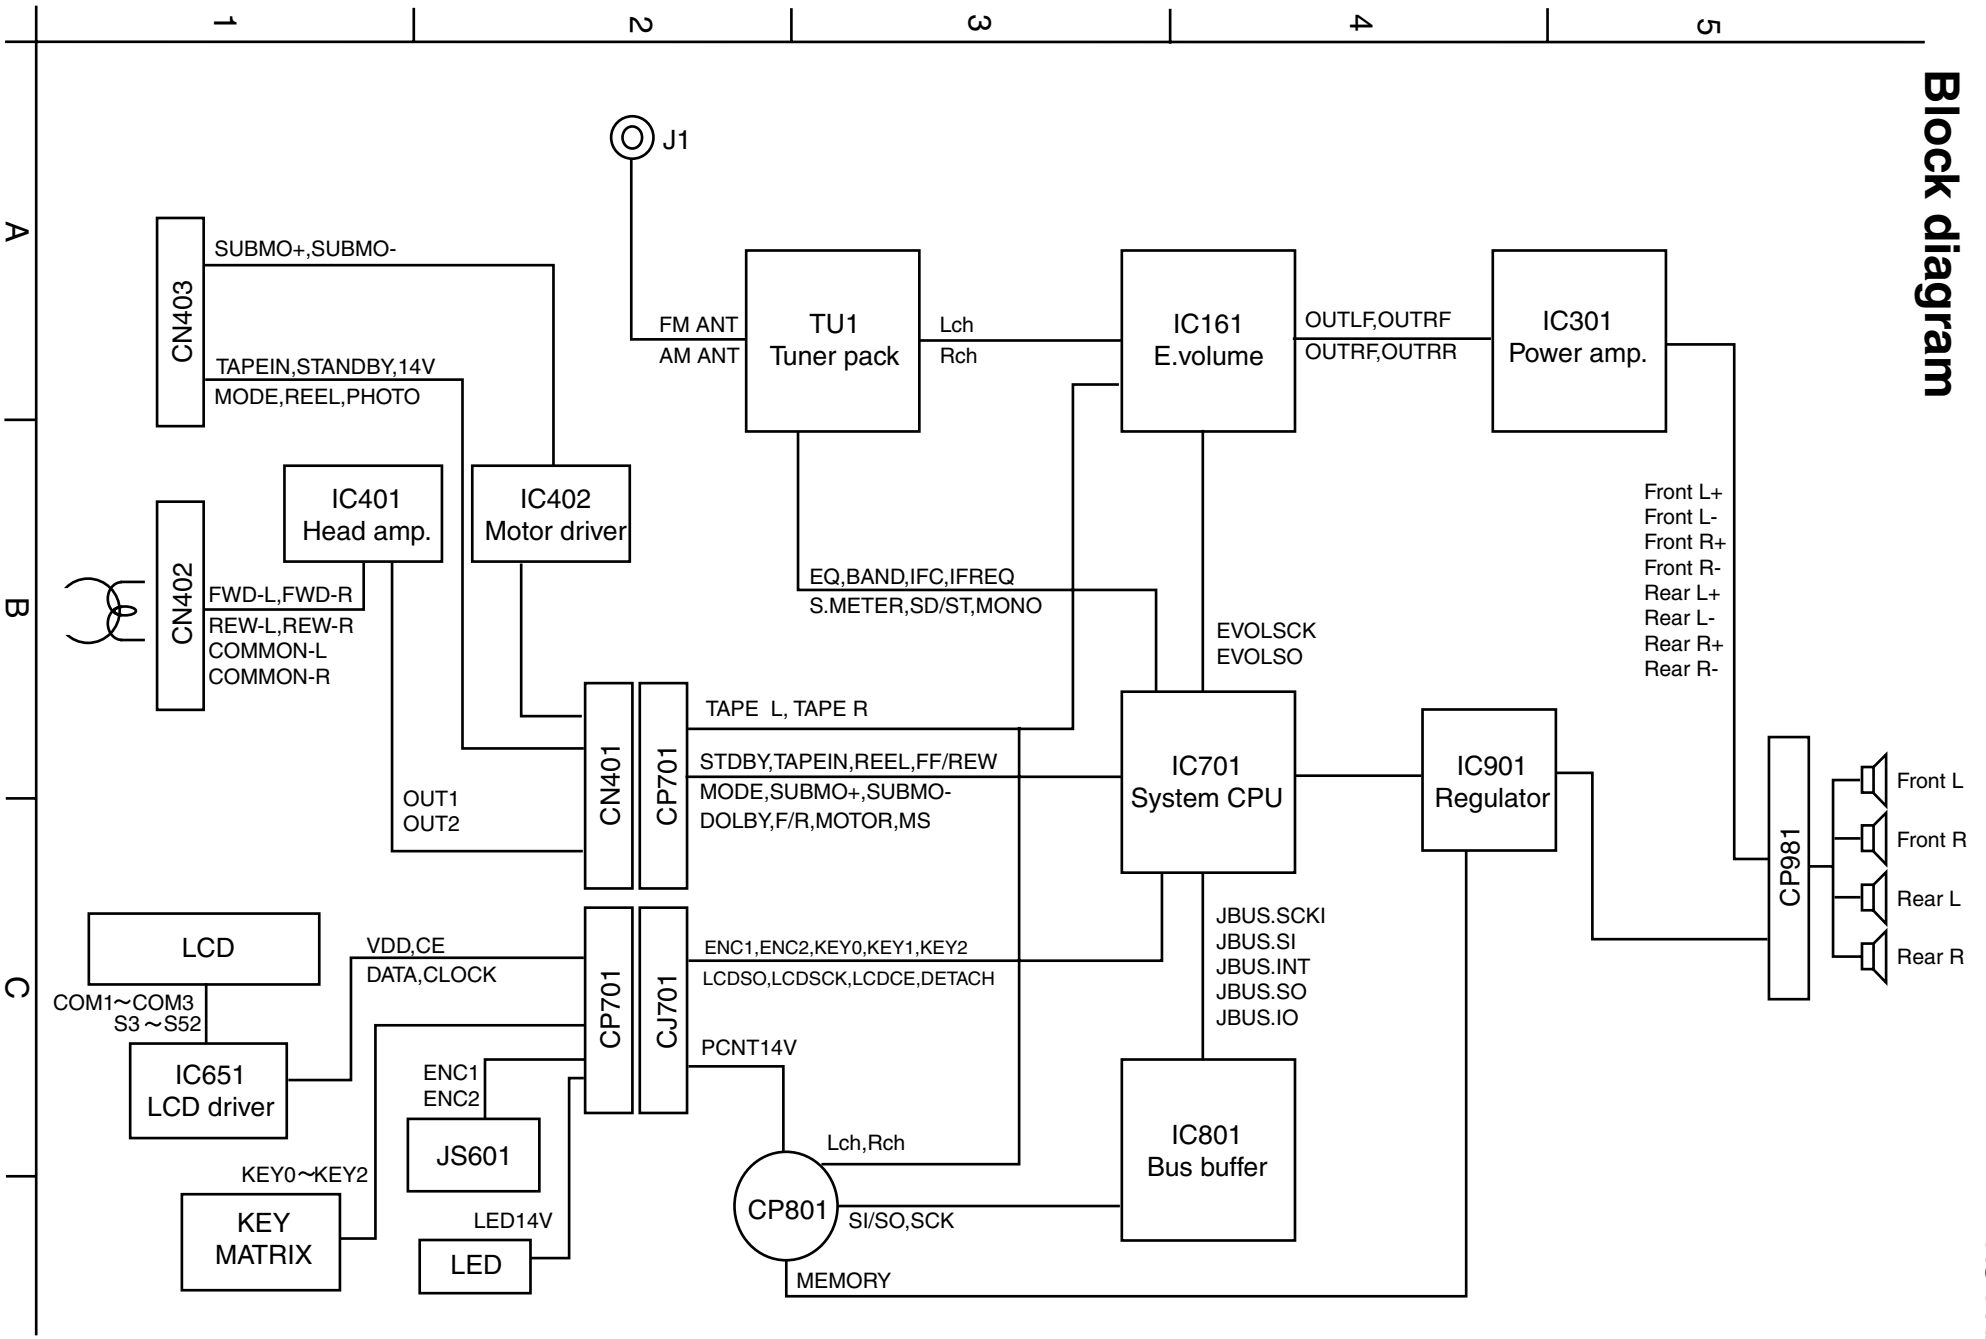 1
2
3
4
5
Block diagram
A
B
C
J1
CN403
SUBMO+,SUBMO-
TAPEIN,STANDBY,14V
MODE,REEL,PHOTO
FM ANT
AM ANT
TU1
Tuner pack
Lch
Rch
IC161
E.volume
OUTLF,OUTRF
OUTRF,OUTRR
IC301
Power amp.
IC401
Head amp.
IC402
Motor driver
CN402
FWD-L,FWD-R
REW-L,REW-R
COMMON-L
COMMON-R
EQ,BAND,IFC,IFREQ
S.METER,SD/ST,MONO
EVOLSCK
EVOLSO
Front L+
Front L-
Front R+
Front R-
Rear L+
Rear L-
Rear R+
Rear R-
OUT1
OUT2
CN401
CP701
TAPE L, TAPE R
STDBY,TAPEIN,REEL,FF/REW
MODE,SUBMO+,SUBMO-
DOLBY,F/R,MOTOR,MS
IC701
System CPU
IC901
Regulator
CP981
Front L
Front R
Rear L
Rear R
LCD
COM1~COM3
S3~S52
IC651
LCD driver
VDD,CE
DATA,CLOCK
CP701
CJ701
ENC1,ENC2,KEY0,KEY1,KEY2
LCDSO,LCDSCK,LCDCE,DETACH
PCNT14V
JBUS.SCKI
JBUS.SI
JBUS.INT
JBUS.SO
JBUS.IO
ENC1
ENC2
JS601
KEY0~KEY2
KEY
MATRIX
LED14V
LED
Lch,Rch
CP801
SI/SO,SCK
MEMORY
IC801
Bus buffer